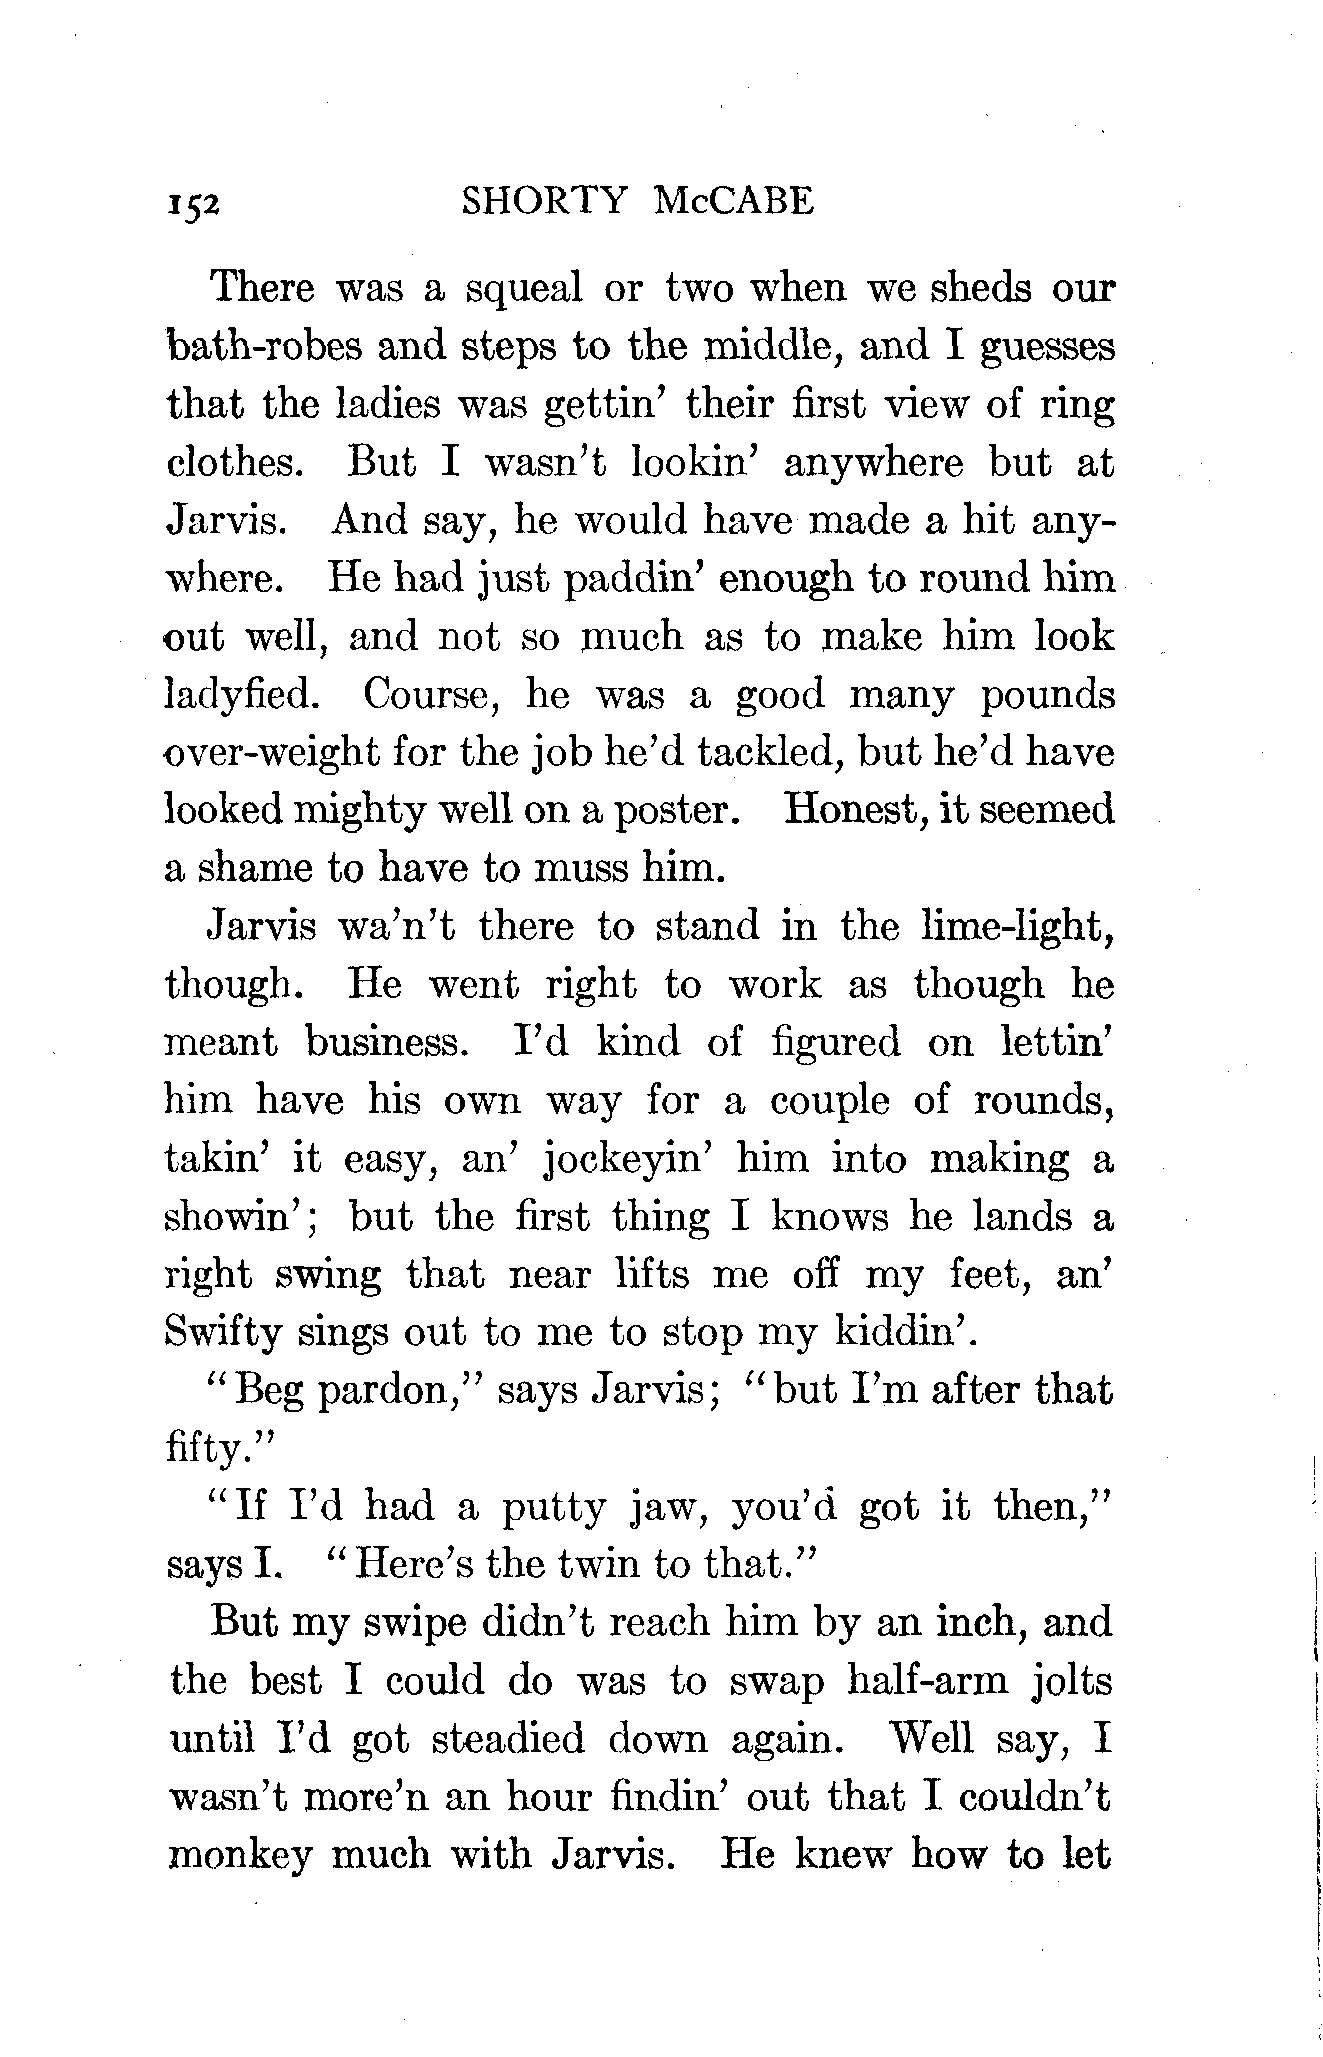 152 SHORTY McCABE
There was a squeal or two when we sheds our
bath-robes and steps to the middle, and I guesses
that the ladies was gettin' their first view of ring
clothes. But I wasn't lookin' anywhere but at
Jarvis. And say, he would have made a hit any-
where. He had just paddin' enough to round him
out well, and not so much as to make him look
ladyfied. Course, he was a good many pounds
over-weight for the job he'd tackled, but he'd have
looked mighty well on a poster. Honest, it seemed
a shame to have to muss him.
Jarvis wa'n't there to stand in the lime-light,
though. He went right to work as though he
meant business. I'd kind of figured on lettin'
him have his own way for a couple of rounds,
takin' it easy, an' jockeyin' him into making a
showin'; but the first thing I knows he lands a
right swing that near lifts me off my feet, an'
Swifty sings out to me to stop my kiddin'.
"Beg pardon," says Jarvis; "but I'm after that
fifty."
"If I'd had a putty jaw, you'd got it then,"
says I. "Here's the twin to that."
But my swipe didn't reach him by an inch, and
the best I could do was to swap half-arm jolts
until I'd got steadied down again. Well say, I
wasn't more'n an hour findin' out that I couldn't
monkey much with Jarvis. He knew how to let